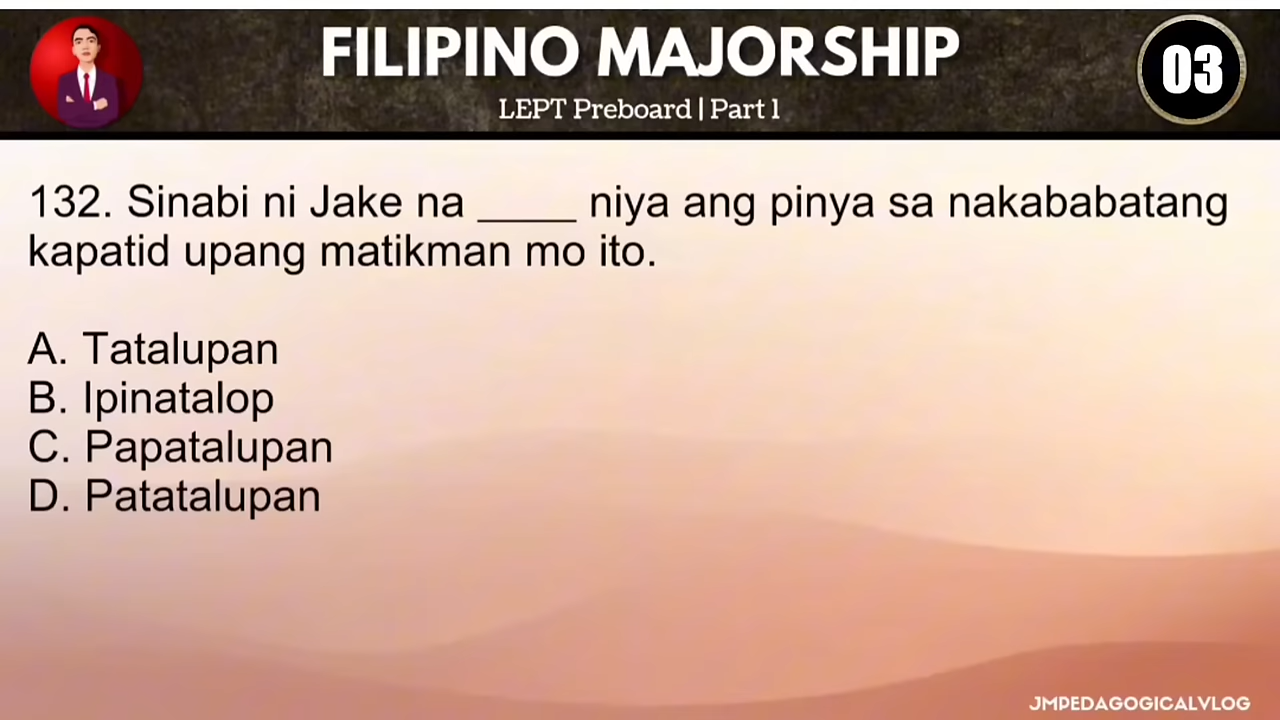 FILIPINO MAJORSHIP
LEPT Preboard | Part 1
03
132. Sinabi ni Jake na _____ niya ang pinya sa nakababatang
kapatid upang matikman mo ito.
A. Tatalupan
B. Ipinatalop
C. Papatalupan
D. Patatalupan
JMPEDAGOGICALVLOG